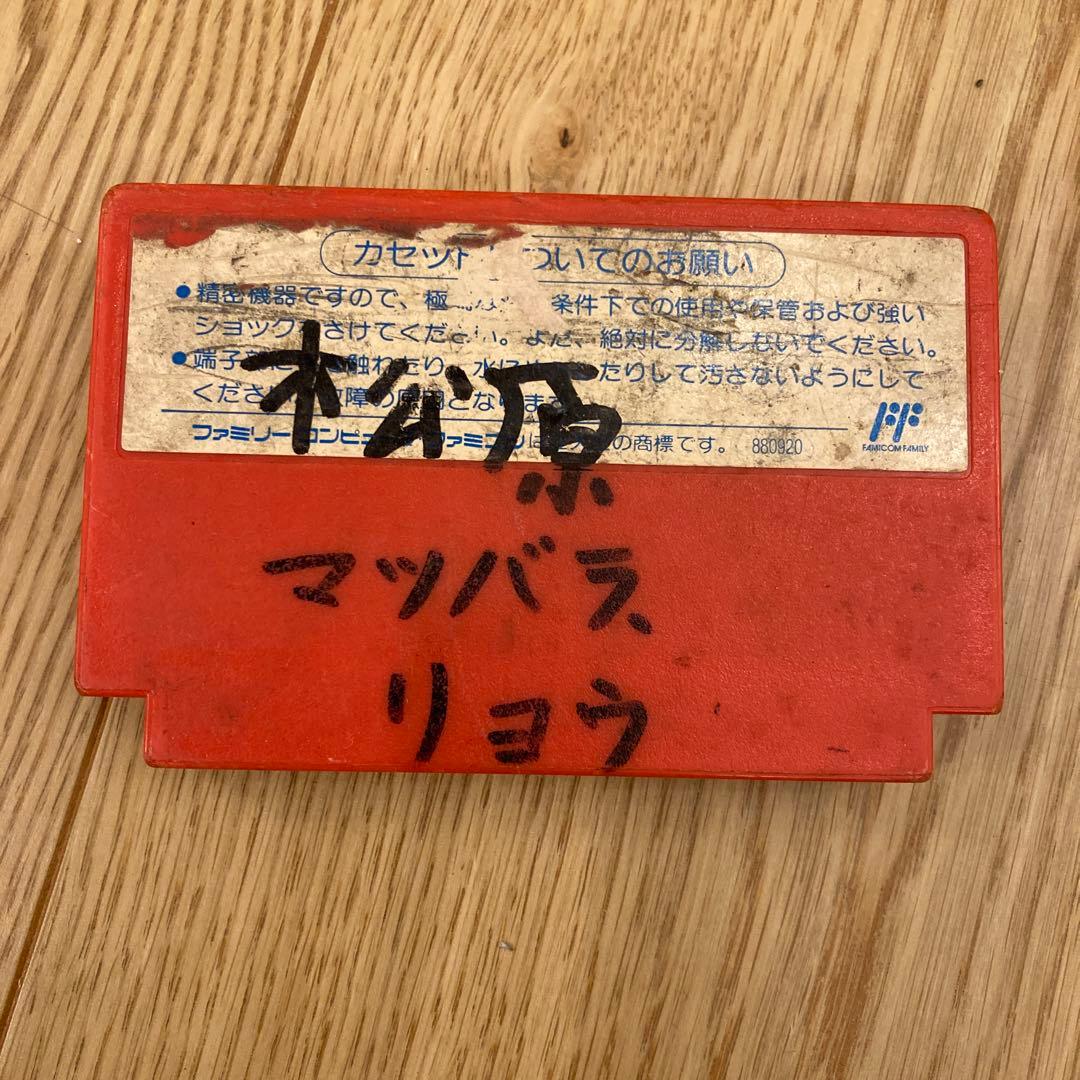 カセット ついてのお願い
●精密機器ですので、極 条件下での使用や保管および強い
ショック さけてください。また、絶対に分解しないでください。
●端子 触れたり、水 たりして汚さないようにして
くださ 故障の原因となります
ファミリーコンピュ ファミコンは の商標です。 880920
FF
FAMICOM FAMILY
松原
マツバラ
リョウ